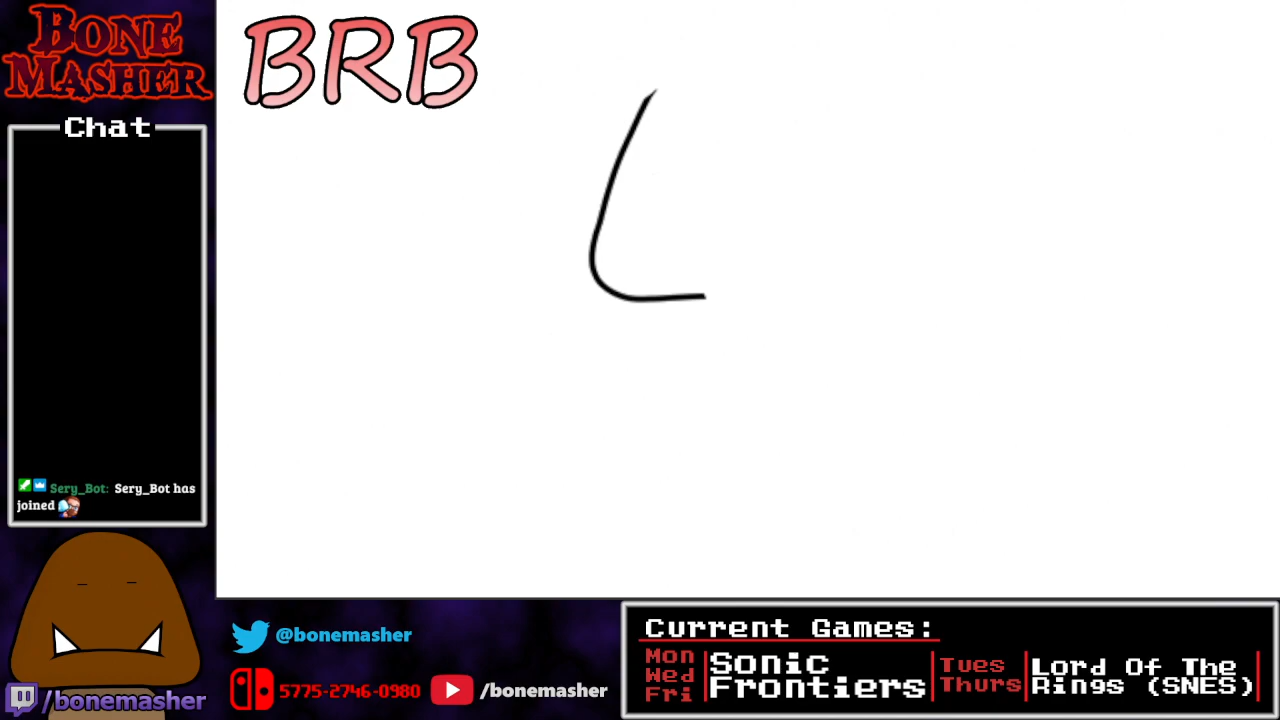 BONE
MASHER
BRB
Chat
Sery_Bot: Sery_Bot has
joined
@bonemasher
/bonemasher
5775-2746-0980
/bonemasher
Current Games:
Mon
Wed
Fri
Sonic
Frontiers
Tues
Thurs
Lord Of The
Rings (SNES)